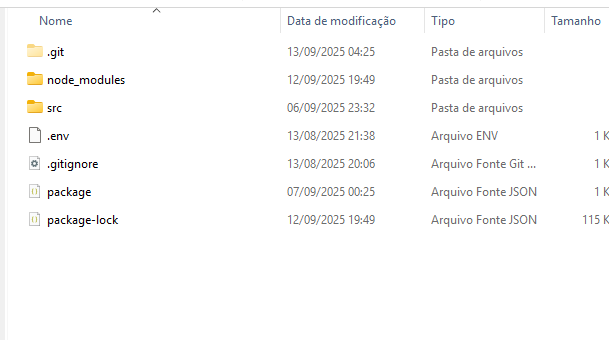 Nome Data de modificação Tipo Tamanho
.git 13/09/2025 04:25 Pasta de arquivos
node_modules 12/09/2025 19:49 Pasta de arquivos
src 06/09/2025 23:32 Pasta de arquivos
.env 13/08/2025 21:38 Arquivo ENV 1 K
.gitignore 13/08/2025 20:06 Arquivo Fonte Git ... 1 K
package 07/09/2025 00:25 Arquivo Fonte JSON 1 K
package-lock 12/09/2025 19:49 Arquivo Fonte JSON 115 K